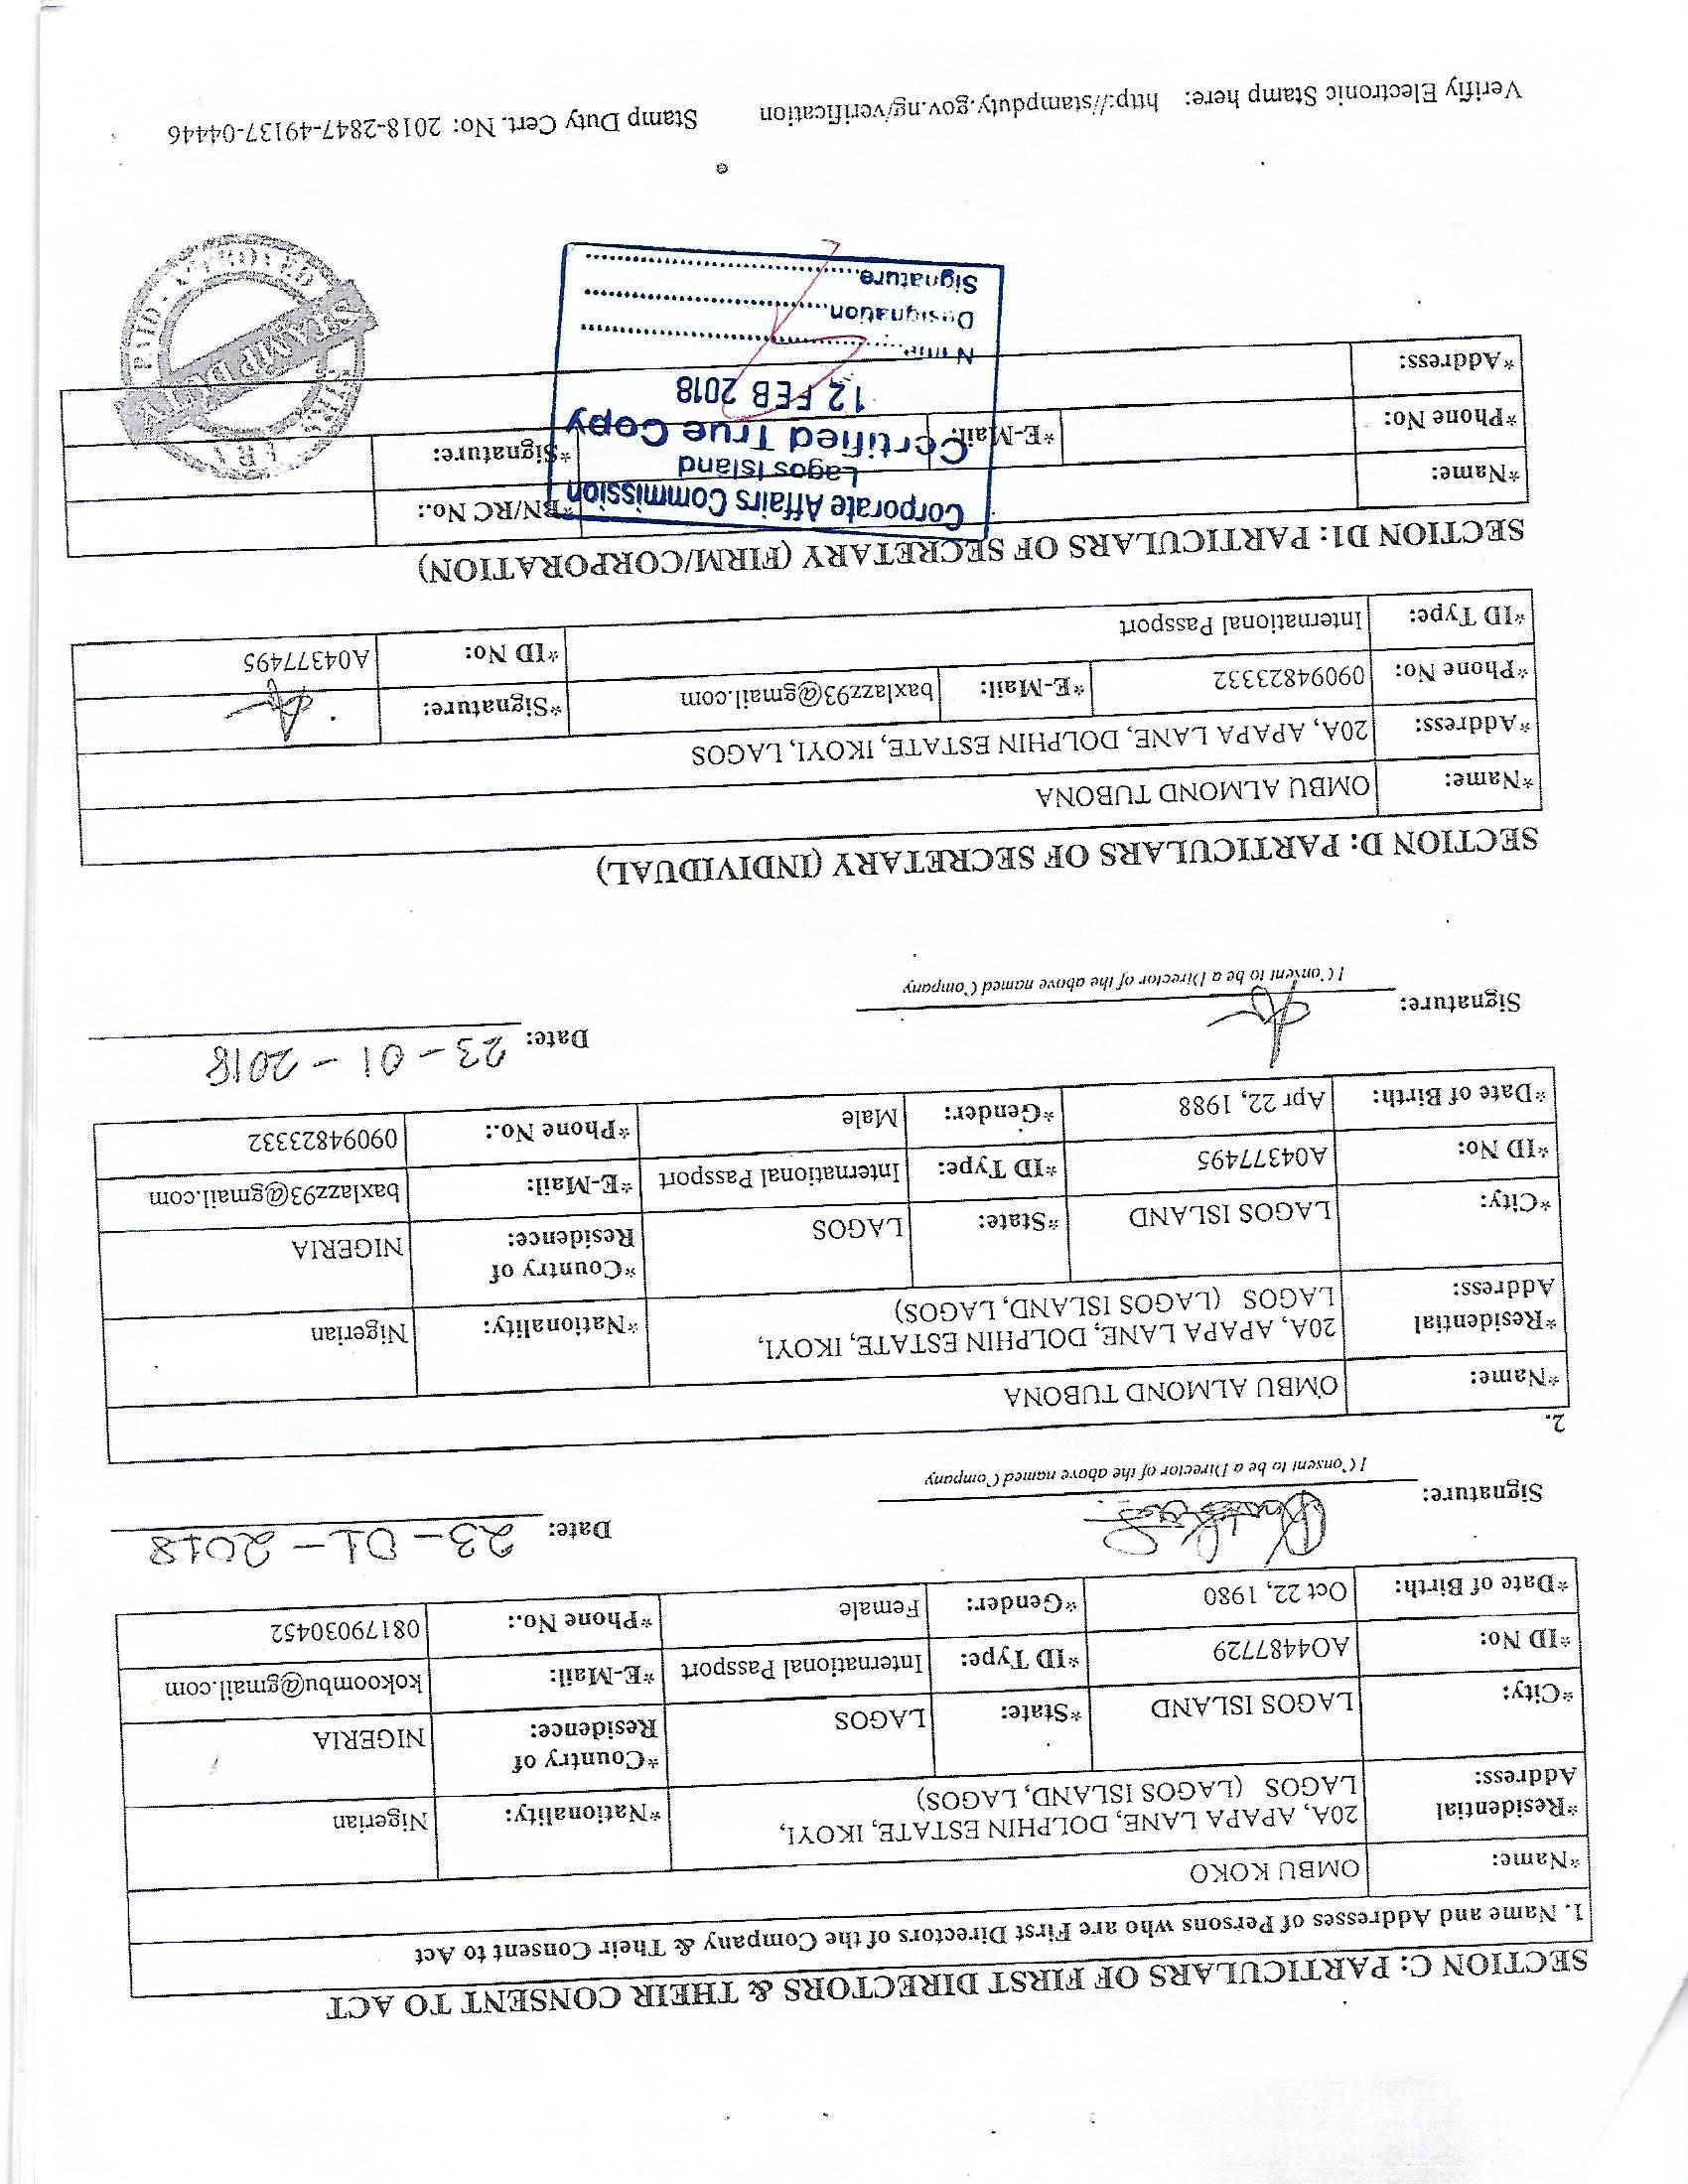 SECTION C: PARTICULARS OF FIRST DIRECTORS & THEIR CONSENT TO ACT
1. Name and Addresses of Persons who are First Directors of the Company & Their Consent to Act
*Name: OMBU KOKO
*Residential Address: 20A, APAPA LANE, DOLPHIN ESTATE, IKOYI, LAGOS (LAGOS ISLAND, LAGOS) *Nationality: Nigerian
*City: LAGOS ISLAND *State: LAGOS *Country of Residence: NIGERIA
*ID No: AO4487729 *ID Type: International Passport *E-Mail: kokoombu@gmail.com
*Date of Birth: Oct 22, 1980 *Gender: Female *Phone No.: 08179030452
Signature: Date: 23-01-2018
I Consent to be a Director of the above named Company
2.
*Name: OMBU ALMOND TUBONA
*Residential Address: 20A, APAPA LANE, DOLPHIN ESTATE, IKOYI, LAGOS (LAGOS ISLAND, LAGOS) *Nationality: Nigerian
*City: LAGOS ISLAND *State: LAGOS *Country of Residence: NIGERIA
*ID No: A04377495 *ID Type: International Passport *E-Mail: baxlazz93@gmail.com
*Date of Birth: Apr 22, 1988 *Gender: Male *Phone No.: 09094823332
Signature: Date: 23-01-2018
I Consent to be a Director of the above named Company
SECTION D: PARTICULARS OF SECRETARY (INDIVIDUAL)
*Name: OMBU ALMOND TUBONA
*Address: 20A, APAPA LANE, DOLPHIN ESTATE, IKOYI, LAGOS
*Phone No: 09094823332 *E-Mail: baxlazz93@gmail.com *Signature:
*ID Type: International Passport *ID No: A04377495
SECTION D1: PARTICULARS OF SECRETARY (FIRM/CORPORATION)
*Name: *BN/RC No.:
*Phone No: *E-Mail: *Signature:
*Address:
Corporate Affairs Commission
Lagos Island
Certified True Copy
12 FEB 2018
Name
Designation
Signature
STAMP DUTY
PAID
Verifiy Electronic Stamp here: http://stampduty.gov.ng/verification Stamp Duty Cert. No: 2018-2847-49137-04446